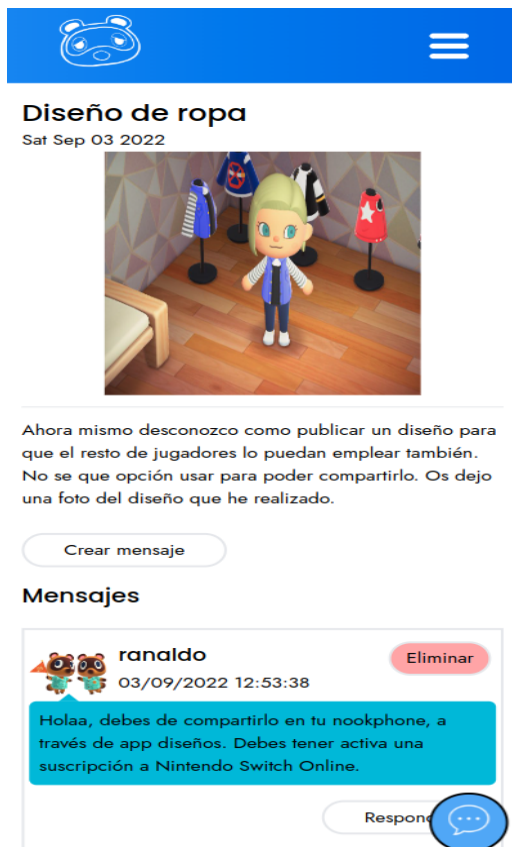 Diseño de ropa
Sat Sep 03 2022
Ahora mismo desconozco como publicar un diseño para
que el resto de jugadores lo puedan emplear también.
No se que opción usar para poder compartirlo. Os dejo
una foto del diseño que he realizado.
Crear mensaje
Mensajes
ranaldo
Eliminar
03/09/2022 12:53:38
Holaa, debes de compartirlo en tu nookphone, a
través de app diseños. Debes tener activa una
suscripción a Nintendo Switch Online.